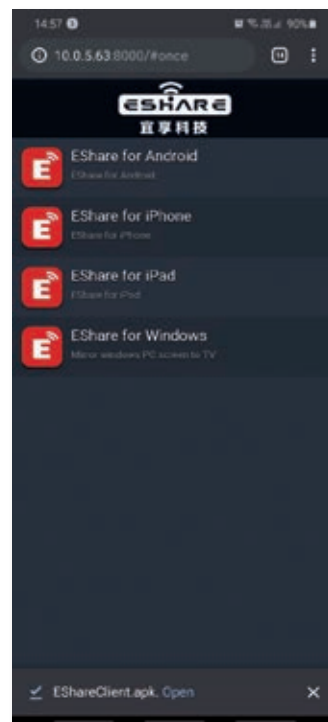 14:57
90%
10.0.5.63:8000/#once
ESHARE
宜享科技
EShare for Android
EShare for Android
EShare for iPhone
EShare for iPhone
EShare for iPad
EShare for iPad
EShare for Windows
Mirror windows PC screen to TV
EShareClient.apk. Open